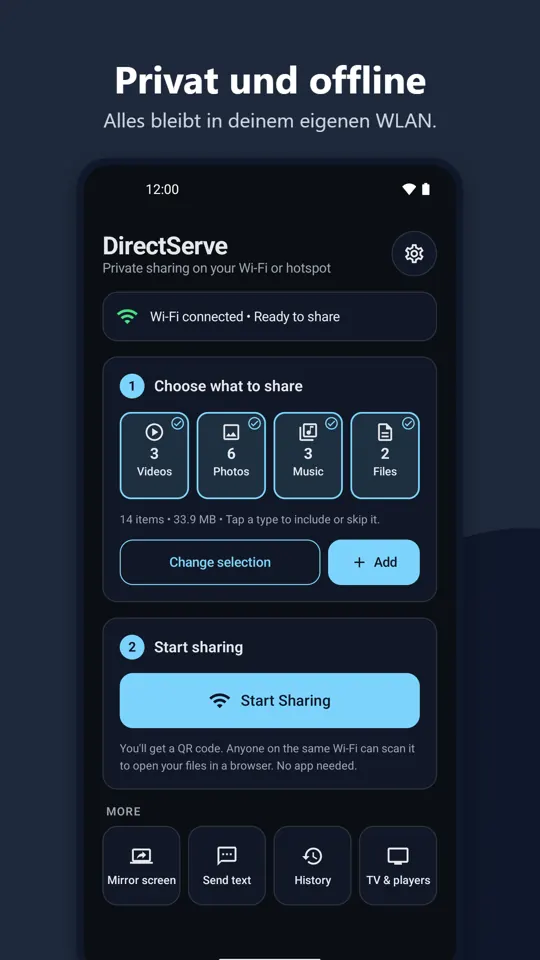 Privat und offline
Alles bleibt in deinem eigenen WLAN.
12:00
DirectServe
Private sharing on your Wi-Fi or hotspot
Wi-Fi connected • Ready to share
1 Choose what to share
3 6 3 2
Videos Photos Music Files
14 items • 33.9 MB • Tap a type to include or skip it.
Change selection + Add
2 Start sharing
Start Sharing
You'll get a QR code. Anyone on the same Wi-Fi can scan it
to open your files in a browser. No app needed.
MORE
Mirror screen Send text History TV & players